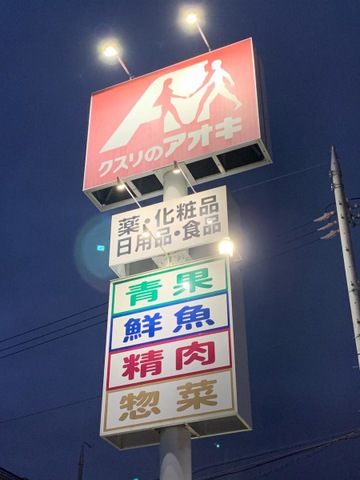 クスリのアオキ
薬・化粧品
日用品・食品
青果
鮮魚
精肉
惣菜